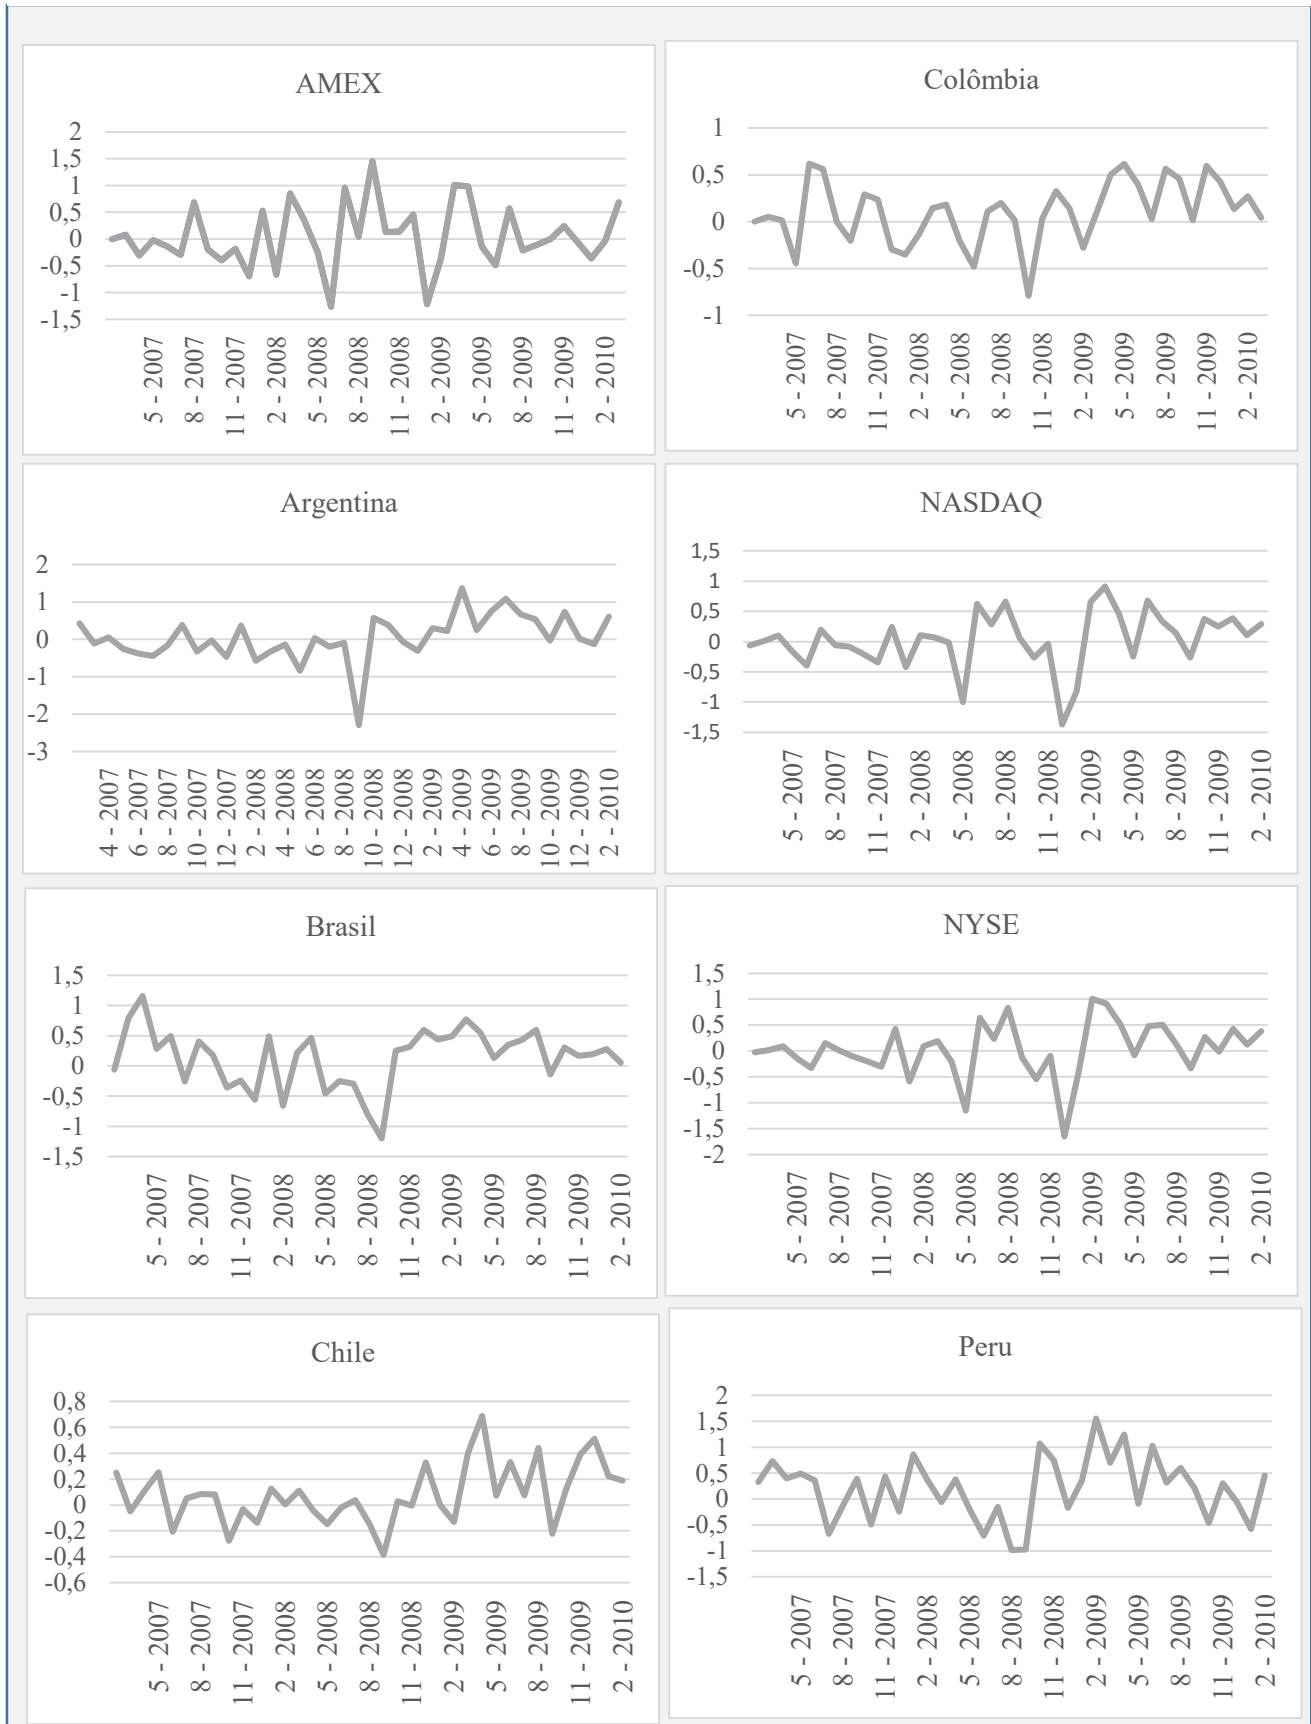 AMEX
2
1,5
1
0,5
0
-0,5
-1
-1,5
5 - 2007
8 - 2007
11 - 2007
2 - 2008
5 - 2008
8 - 2008
11 - 2008
2 - 2009
5 - 2009
8 - 2009
11 - 2009
2 - 2010
Colômbia
1
0,5
0
-0,5
-1
5 - 2007
8 - 2007
11 - 2007
2 - 2008
5 - 2008
8 - 2008
11 - 2008
2 - 2009
5 - 2009
8 - 2009
11 - 2009
2 - 2010
Argentina
2
1
0
-1
-2
-3
4 - 2007
6 - 2007
8 - 2007
10 - 2007
12 - 2007
2 - 2008
4 - 2008
6 - 2008
8 - 2008
10 - 2008
12 - 2008
2 - 2009
4 - 2009
6 - 2009
8 - 2009
10 - 2009
12 - 2009
2 - 2010
NASDAQ
1,5
1
0,5
0
-0,5
-1
-1,5
5 - 2007
8 - 2007
11 - 2007
2 - 2008
5 - 2008
8 - 2008
11 - 2008
2 - 2009
5 - 2009
8 - 2009
11 - 2009
2 - 2010
Brasil
1,5
1
0,5
0
-0,5
-1
-1,5
5 - 2007
8 - 2007
11 - 2007
2 - 2008
5 - 2008
8 - 2008
11 - 2008
2 - 2009
5 - 2009
8 - 2009
11 - 2009
2 - 2010
NYSE
1,5
1
0,5
0
-0,5
-1
-1,5
-2
5 - 2007
8 - 2007
11 - 2007
2 - 2008
5 - 2008
8 - 2008
11 - 2008
2 - 2009
5 - 2009
8 - 2009
11 - 2009
2 - 2010
Chile
0,8
0,6
0,4
0,2
0
-0,2
-0,4
-0,6
5 - 2007
8 - 2007
11 - 2007
2 - 2008
5 - 2008
8 - 2008
11 - 2008
2 - 2009
5 - 2009
8 - 2009
11 - 2009
2 - 2010
Peru
2
1,5
1
0,5
0
-0,5
-1
-1,5
5 - 2007
8 - 2007
11 - 2007
2 - 2008
5 - 2008
8 - 2008
11 - 2008
2 - 2009
5 - 2009
8 - 2009
11 - 2009
2 - 2010